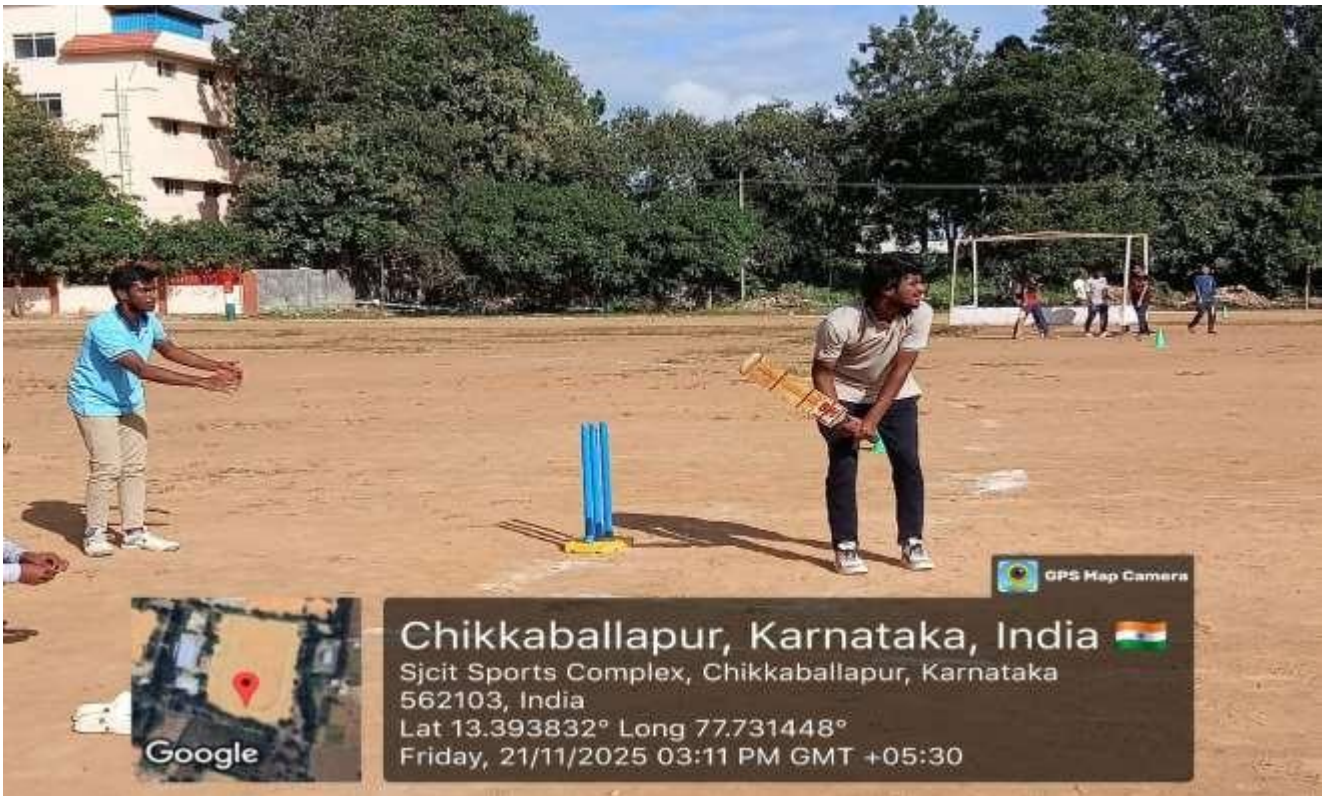 GPS Map Camera
Chikkaballapur, Karnataka, India
Sjcit Sports Complex, Chikkaballapur, Karnataka
562103, India
Lat 13.393832° Long 77.731448°
Friday, 21/11/2025 03:11 PM GMT +05:30
Google